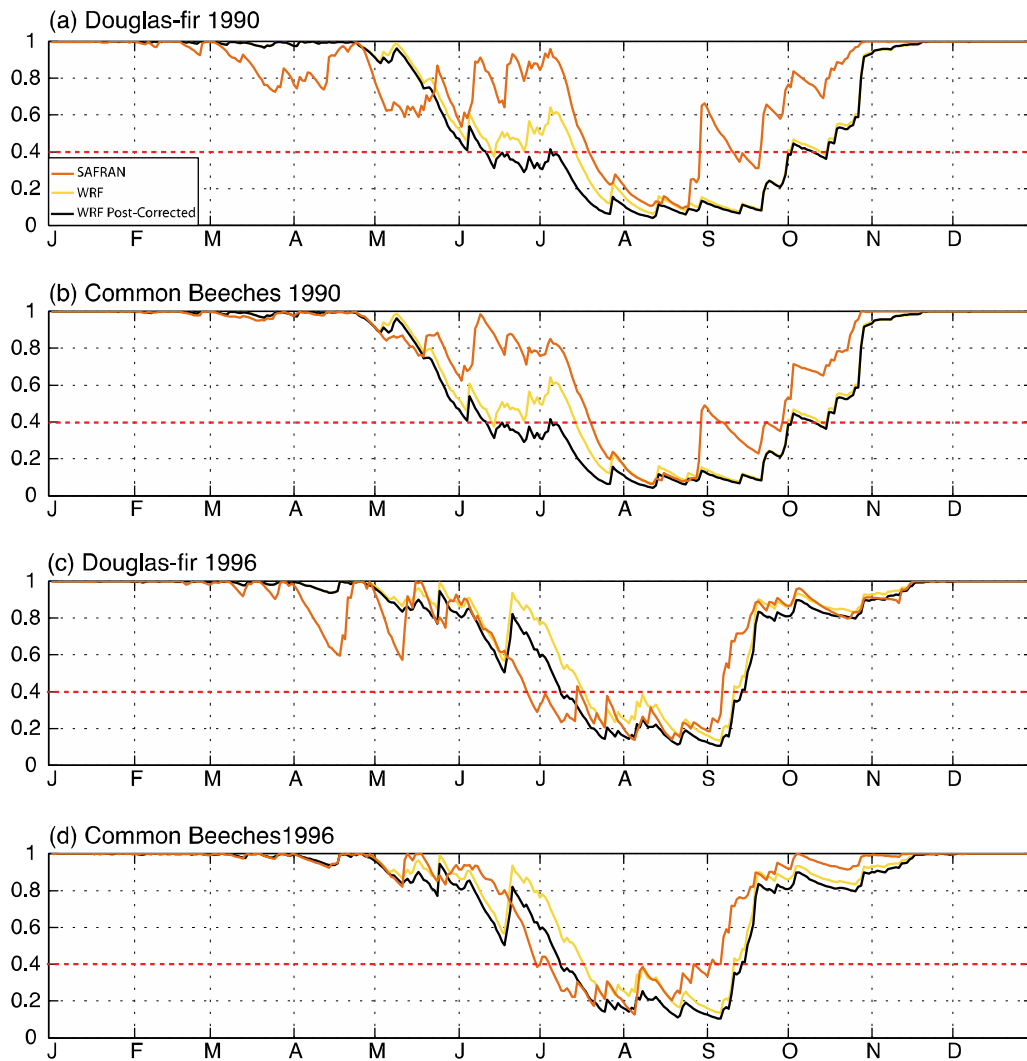 (a) Douglas-fir 1990
1
0.8
0.6
0.4
0.2
0
SAFRAN
WRF
WRF Post-Corrected
J F M A M J J A S O N D
(b) Common Beeches 1990
1
0.8
0.6
0.4
0.2
0
J F M A M J J A S O N D
(c) Douglas-fir 1996
1
0.8
0.6
0.4
0.2
0
J F M A M J J A S O N D
(d) Common Beeches1996
1
0.8
0.6
0.4
0.2
0
J F M A M J J A S O N D